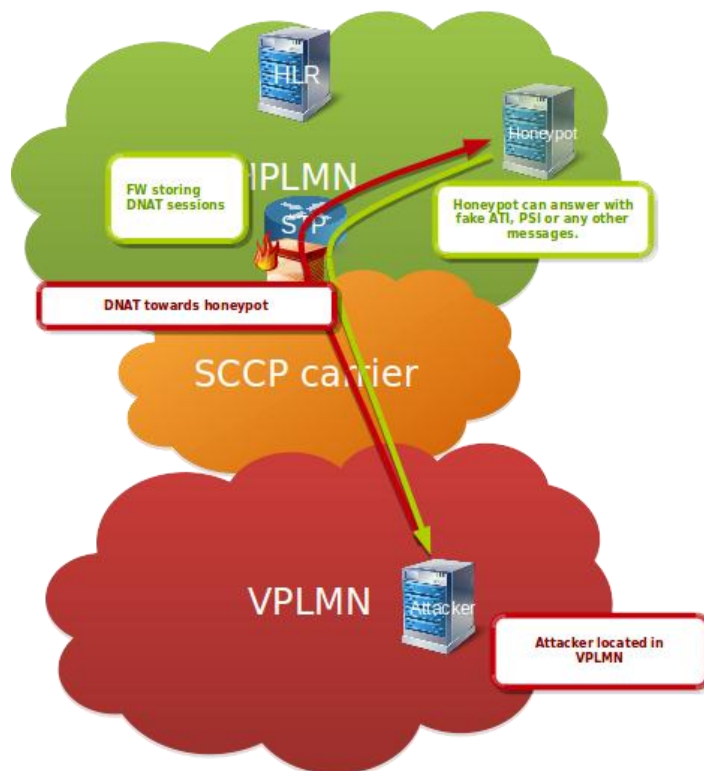 HLR
Honeypot
FW storing
DNAT sessions
HPLMN
Honeypot can answer with
fake ATI, PSI or any other
messages.
STP
DNAT towards honeypot
SCCP carrier
VPLMN
Attacker
Attacker located in
VPLMN